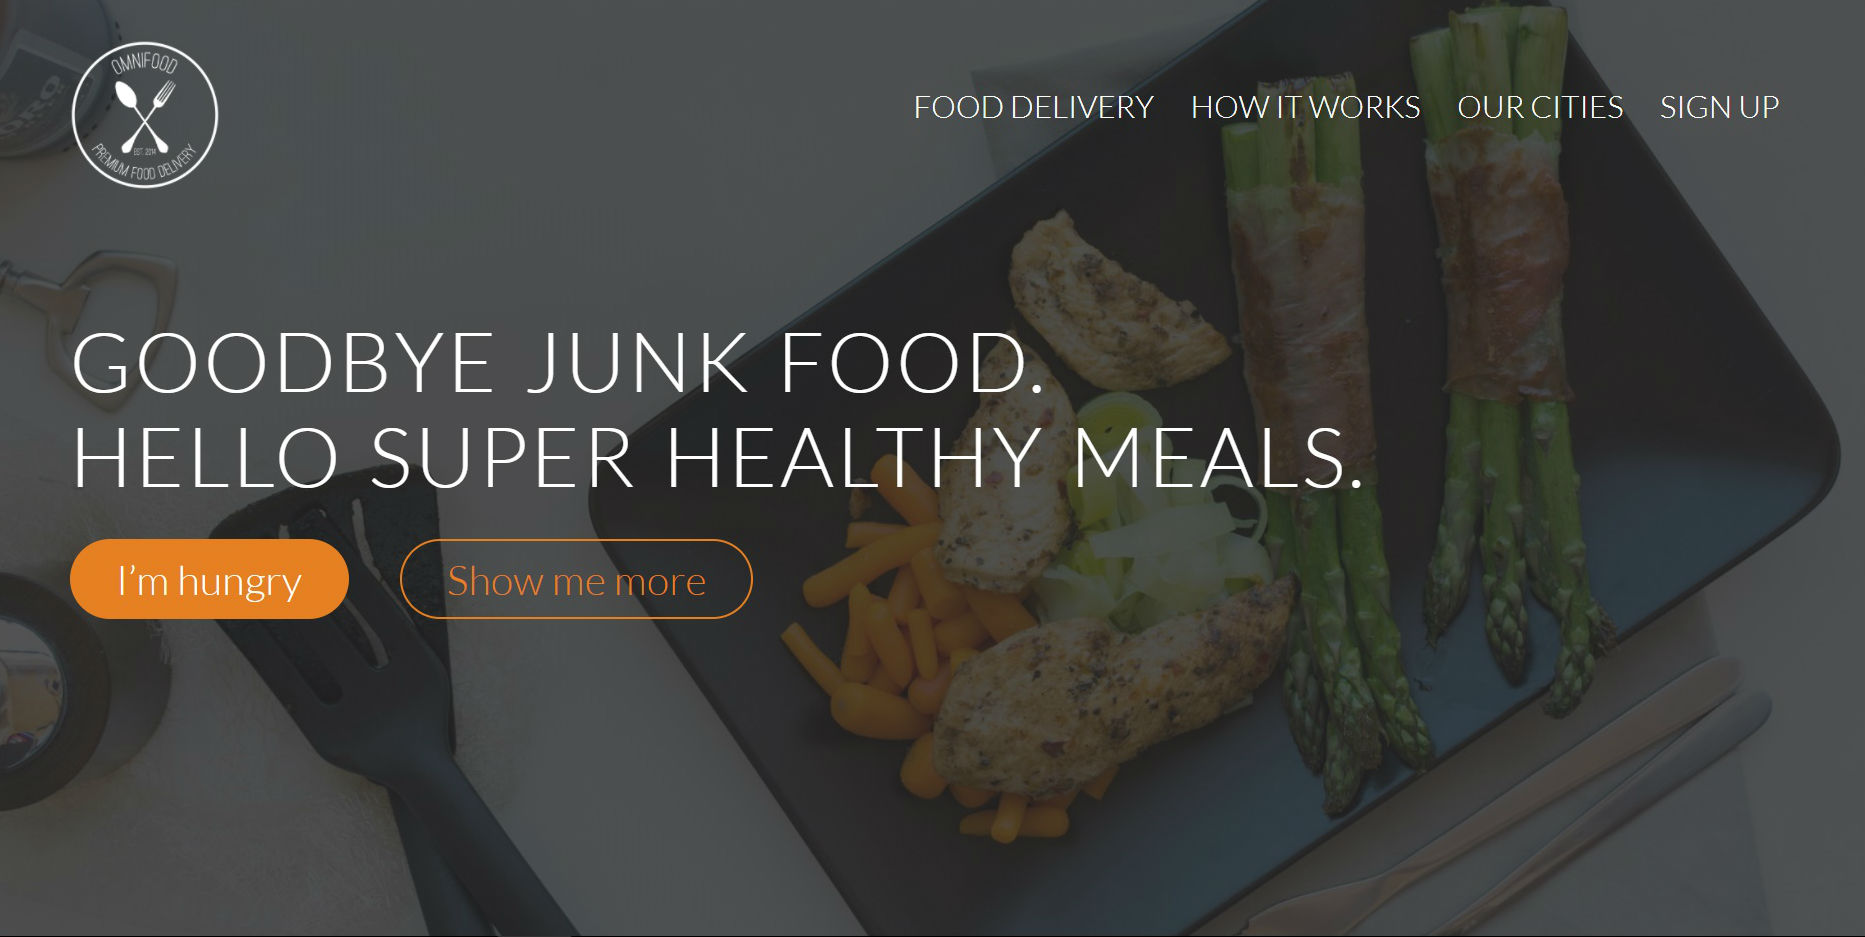 OMNIFOOD
EST. 2014
PREMIUM FOOD DELIVERY
FOOD DELIVERY HOW IT WORKS OUR CITIES SIGN UP
GOODBYE JUNK FOOD.
HELLO SUPER HEALTHY MEALS.
I’m hungry Show me more